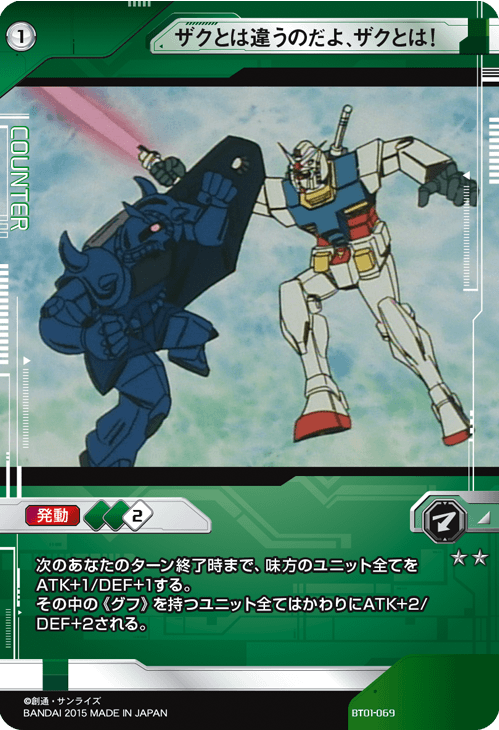 1
ザクとは違うのだよ、ザクとは！
COUNTER
発動 2
マ
次のあなたのターン終了時まで、味方のユニット全てを
ATK+1/DEF+1する。
その中の《グフ》を持つユニット全てはかわりにATK+2/
DEF+2される。
©創通・サンライズ
BANDAI 2015 MADE IN JAPAN
BT01-069